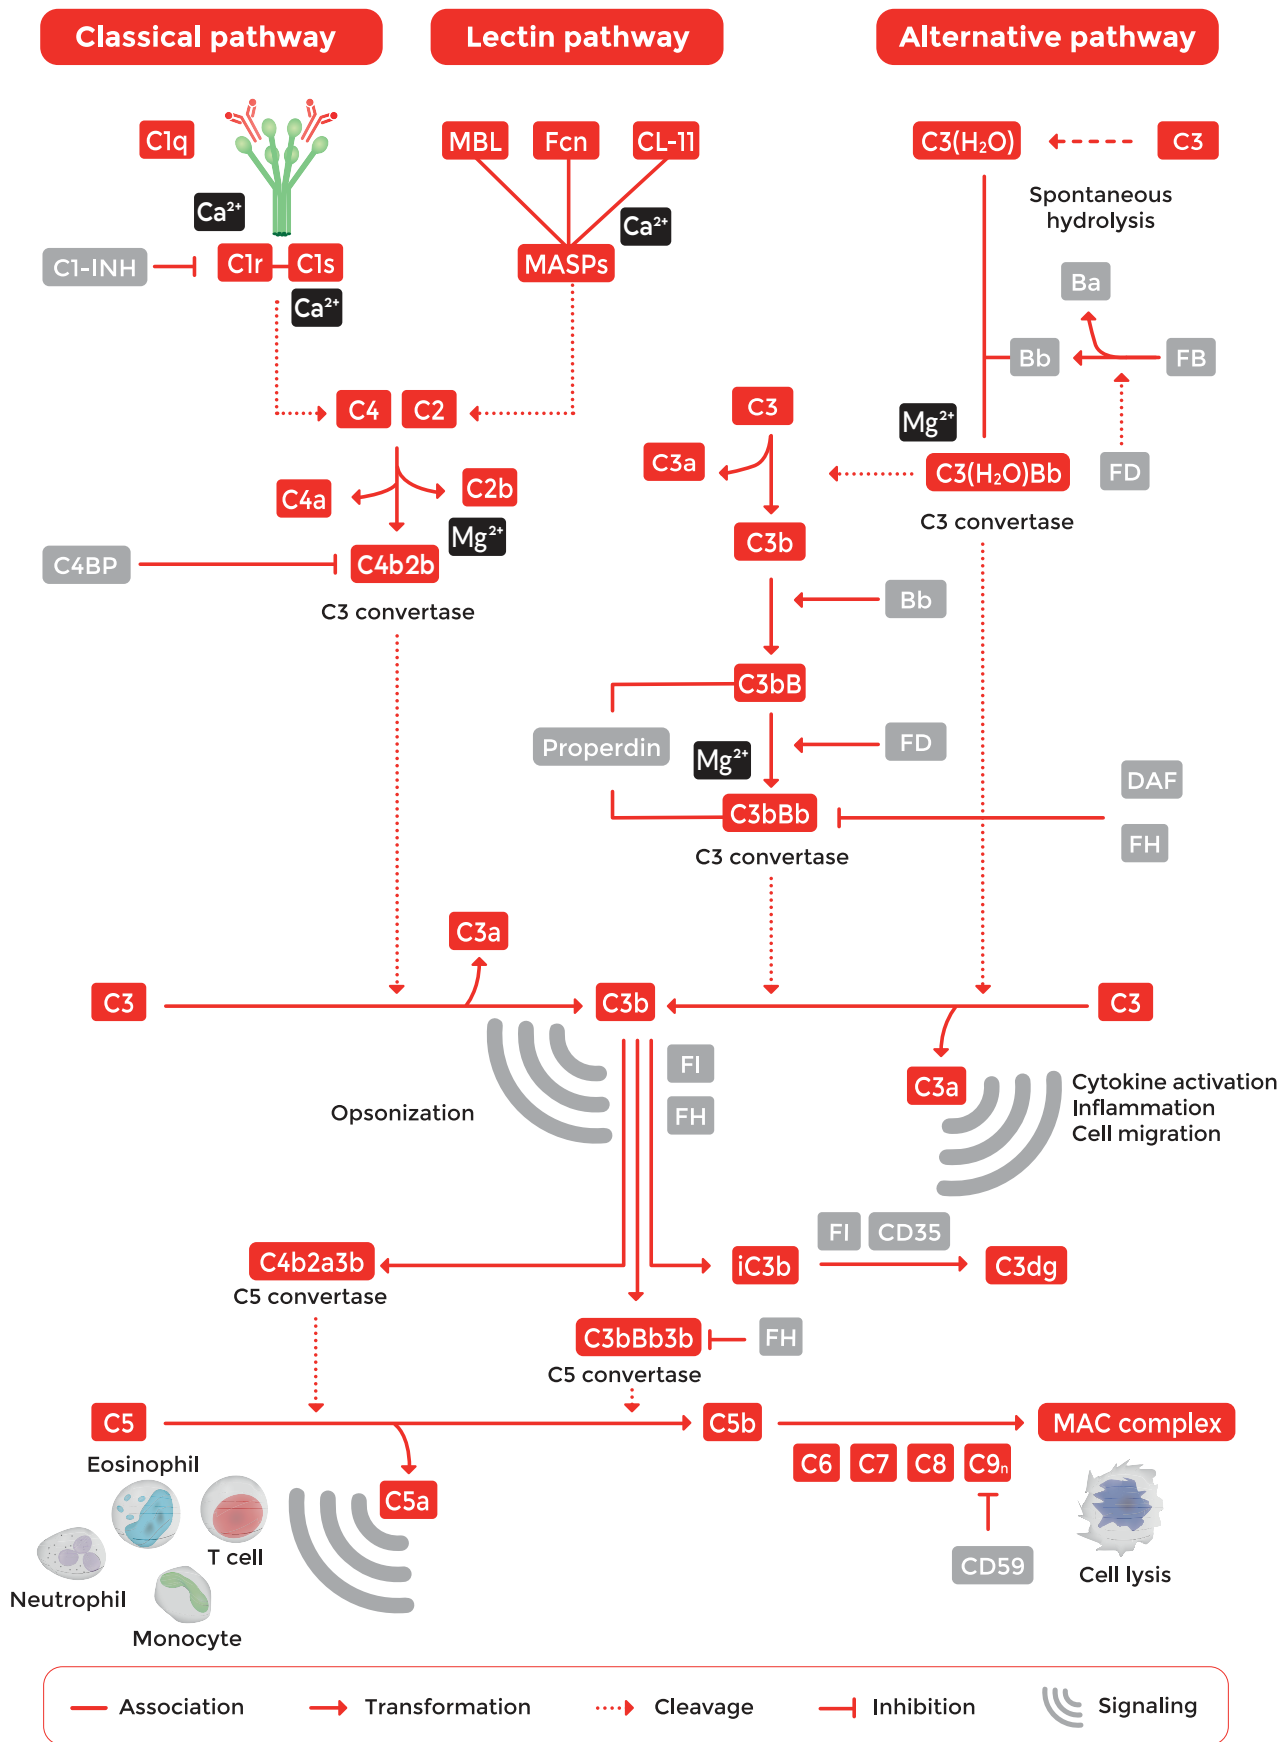 Classical pathway
Lectin pathway
Alternative pathway
C1q
MBL
Fcn
CL-11
C3(H₂O)
C3
Spontaneous
hydrolysis
Ca²⁺
Ca²⁺
C1-INH
C1r
C1s
MASPs
Ca²⁺
Ba
Bb
FB
C4
C2
C3
Mg²⁺
C3a
C3(H₂O)Bb
FD
C3 convertase
C4a
C2b
Mg²⁺
C3b
C4BP
C4b2b
C3 convertase
Bb
C3bB
Properdin
Mg²⁺
FD
DAF
C3bBb
FH
C3 convertase
C3a
C3
C3b
C3
FI
C3a
Cytokine activation
Inflammation
Cell migration
Opsonization
FH
FI
CD35
C4b2a3b
C5 convertase
iC3b
C3dg
C3bBb3b
FH
C5 convertase
C5
C5b
MAC complex
Eosinophil
C6
C7
C8
C9ₙ
C5a
T cell
Neutrophil
Monocyte
CD59
Cell lysis
Association
Transformation
Cleavage
Inhibition
Signaling